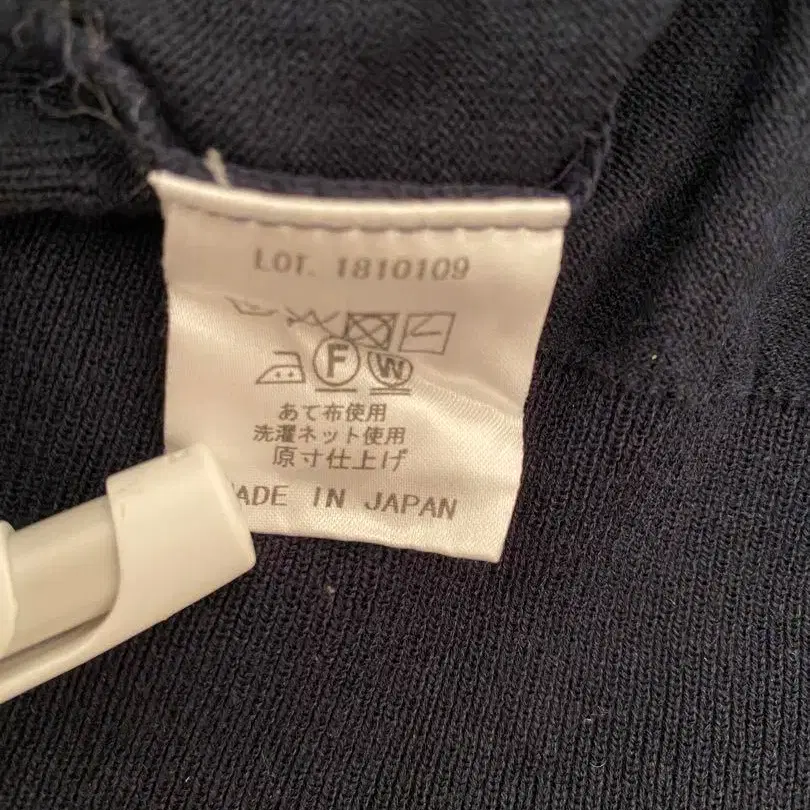 LOT. 1810109
F W
あて布使用
洗濯ネット使用
原寸仕上げ
MADE IN JAPAN